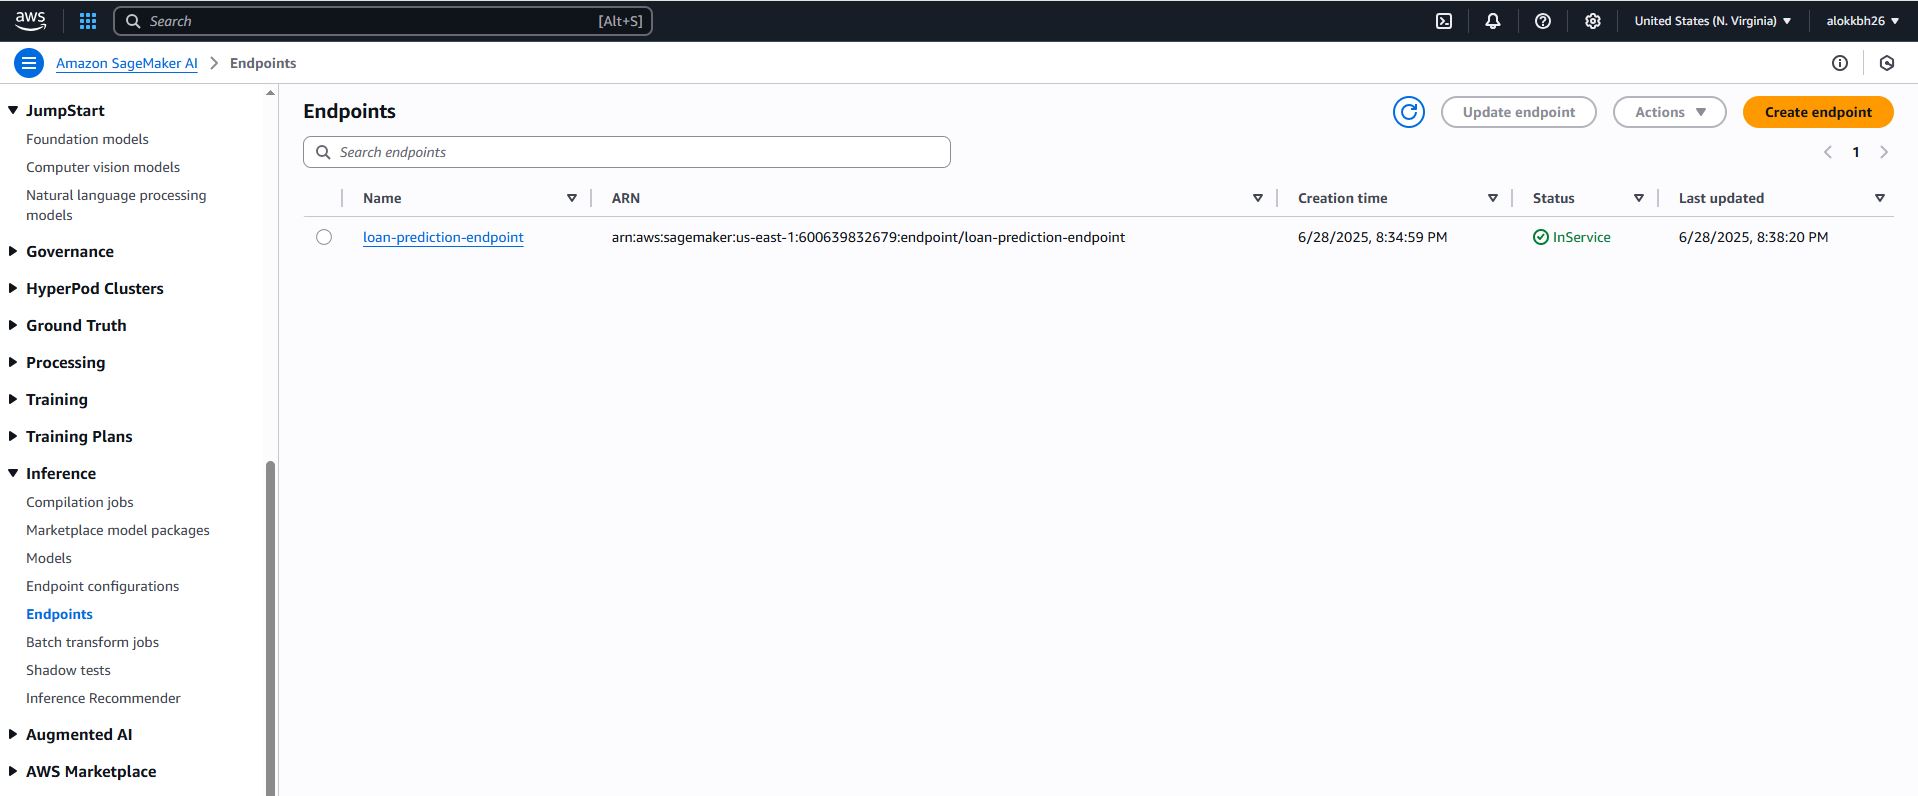 aws
Search [Alt+S]
United States (N. Virginia)
alokkbh26
Amazon SageMaker AI
Endpoints
JumpStart
Foundation models
Computer vision models
Natural language processing
models
Governance
HyperPod Clusters
Ground Truth
Processing
Training
Training Plans
Inference
Compilation jobs
Marketplace model packages
Models
Endpoint configurations
Endpoints
Batch transform jobs
Shadow tests
Inference Recommender
Augmented AI
AWS Marketplace
Endpoints
Update endpoint
Actions
Create endpoint
Search endpoints
1
Name ARN Creation time Status Last updated
loan-prediction-endpoint arn:aws:sagemaker:us-east-1:600639832679:endpoint/loan-prediction-endpoint 6/28/2025, 8:34:59 PM InService 6/28/2025, 8:38:20 PM